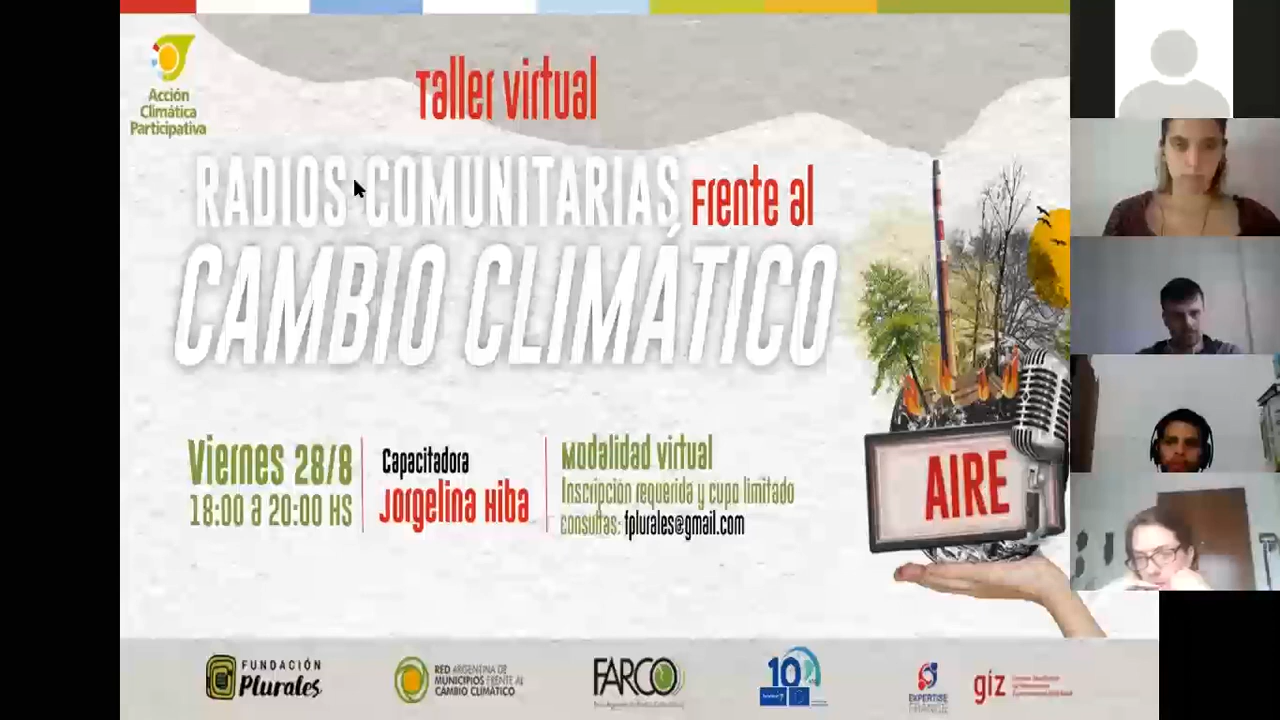 Taller virtual
Acción
Climática
Participativa
RADIOS COMUNITARIAS Frente al
CAMBIO CLIMÁTICO
Viernes 28/8
18:00 a 20:00 HS
Capacitadora
Jorgelina Hiba
Modalidad virtual
Inscripción requerida y cupo limitado
consultas: fplurales@gmail.com
AIRE
FUNDACIÓN
Plurales
RED ARGENTINA DE
MUNICIPIOS FRENTE AL
CAMBIO CLIMÁTICO
FARCO
10
EXPERTISE
FRANCE
giz